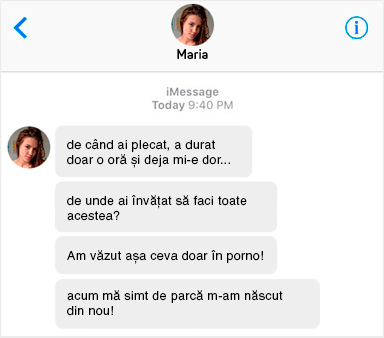 Maria
iMessage
Today 9:40 PM
de când ai plecat, a durat
doar o oră și deja mi-e dor...
de unde ai învățat să faci toate
acestea?
Am văzut așa ceva doar în porno!
acum mă simt de parcă m-am născut
din nou!